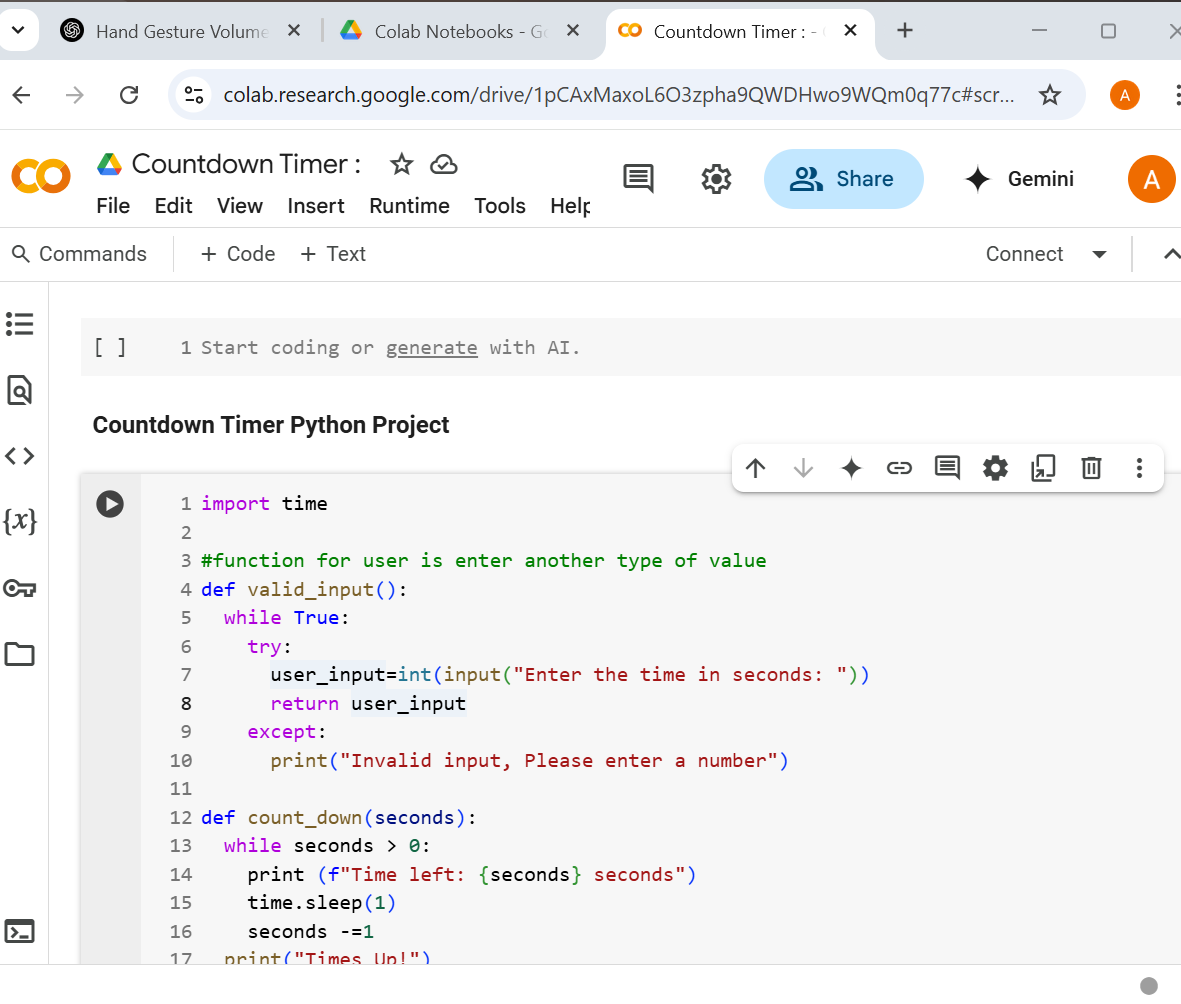 Hand Gesture Volume
Colab Notebooks - Go
Countdown Timer : -
colab.research.google.com/drive/1pCAxMaxoL6O3zpha9QWDHwo9WQm0q77c#scr...
A
Countdown Timer :
Share
Gemini
A
File Edit View Insert Runtime Tools Help
Commands
+ Code + Text
Connect
[ ] 1 Start coding or generate with AI.
Countdown Timer Python Project
1 import time
2
3 #function for user is enter another type of value
4 def valid_input():
5   while True:
6     try:
7       user_input=int(input("Enter the time in seconds: "))
8       return user_input
9     except:
10       print("Invalid input, Please enter a number")
11
12 def count_down(seconds):
13   while seconds > 0:
14     print (f"Time left: {seconds} seconds")
15     time.sleep(1)
16     seconds -=1
17   print("Times Up!")
{x}